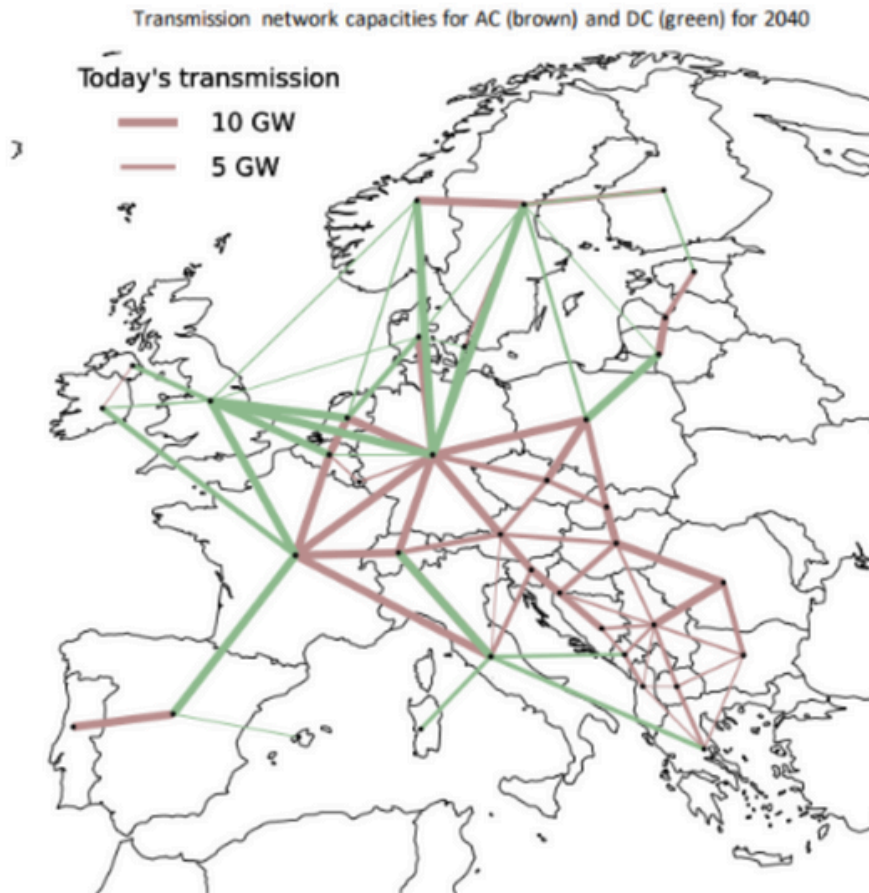 Transmission network capacities for AC (brown) and DC (green) for 2040
Today's transmission
10 GW
5 GW